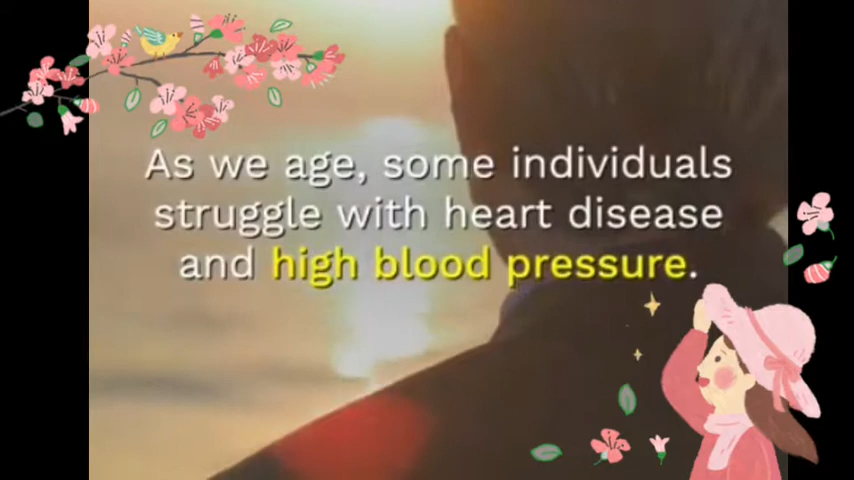 As we age, some individuals
struggle with heart disease
and high blood pressure.